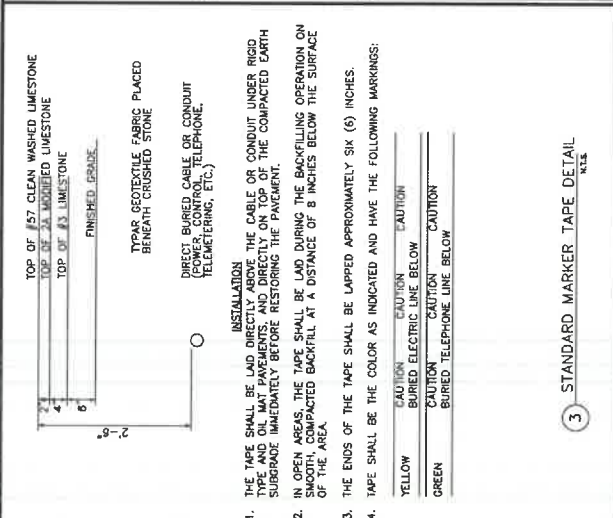 TOP OF #57 CLEAN WASHED LIMESTONE
TOP OF 2A MODIFIED LIMESTONE
TOP OF #3 LIMESTONE
FINISHED GRADE
2"
4"
6"
2'-6"
TYPAR GEOTEXTILE FABRIC PLACED
BENEATH CRUSHED STONE
DIRECT BURIED CABLE OR CONDUIT
(POWER, CONTROL, TELEPHONE,
TELEMETERING, ETC.)
INSTALLATION
1. THE TAPE SHALL BE LAID DIRECTLY ABOVE THE CABLE OR CONDUIT UNDER RIGID
TYPE AND OIL MAT PAVEMENTS, AND DIRECTLY ON TOP OF THE COMPACTED EARTH
SUBGRADE IMMEDIATELY BEFORE RESTORING THE PAVEMENT.
2. IN OPEN AREAS, THE TAPE SHALL BE LAID DURING THE BACKFILLING OPERATION ON
SMOOTH, COMPACTED BACKFILL AT A DISTANCE OF 8 INCHES BELOW THE SURFACE
OF THE AREA.
3. THE ENDS OF THE TAPE SHALL BE LAPPED APPROXIMATELY SIX (6) INCHES.
4. TAPE SHALL BE THE COLOR AS INDICATED AND HAVE THE FOLLOWING MARKINGS:
YELLOW CAUTION CAUTION CAUTION
BURIED ELECTRIC LINE BELOW
GREEN CAUTION CAUTION CAUTION
BURIED TELEPHONE LINE BELOW
3 STANDARD MARKER TAPE DETAIL
N.T.S.